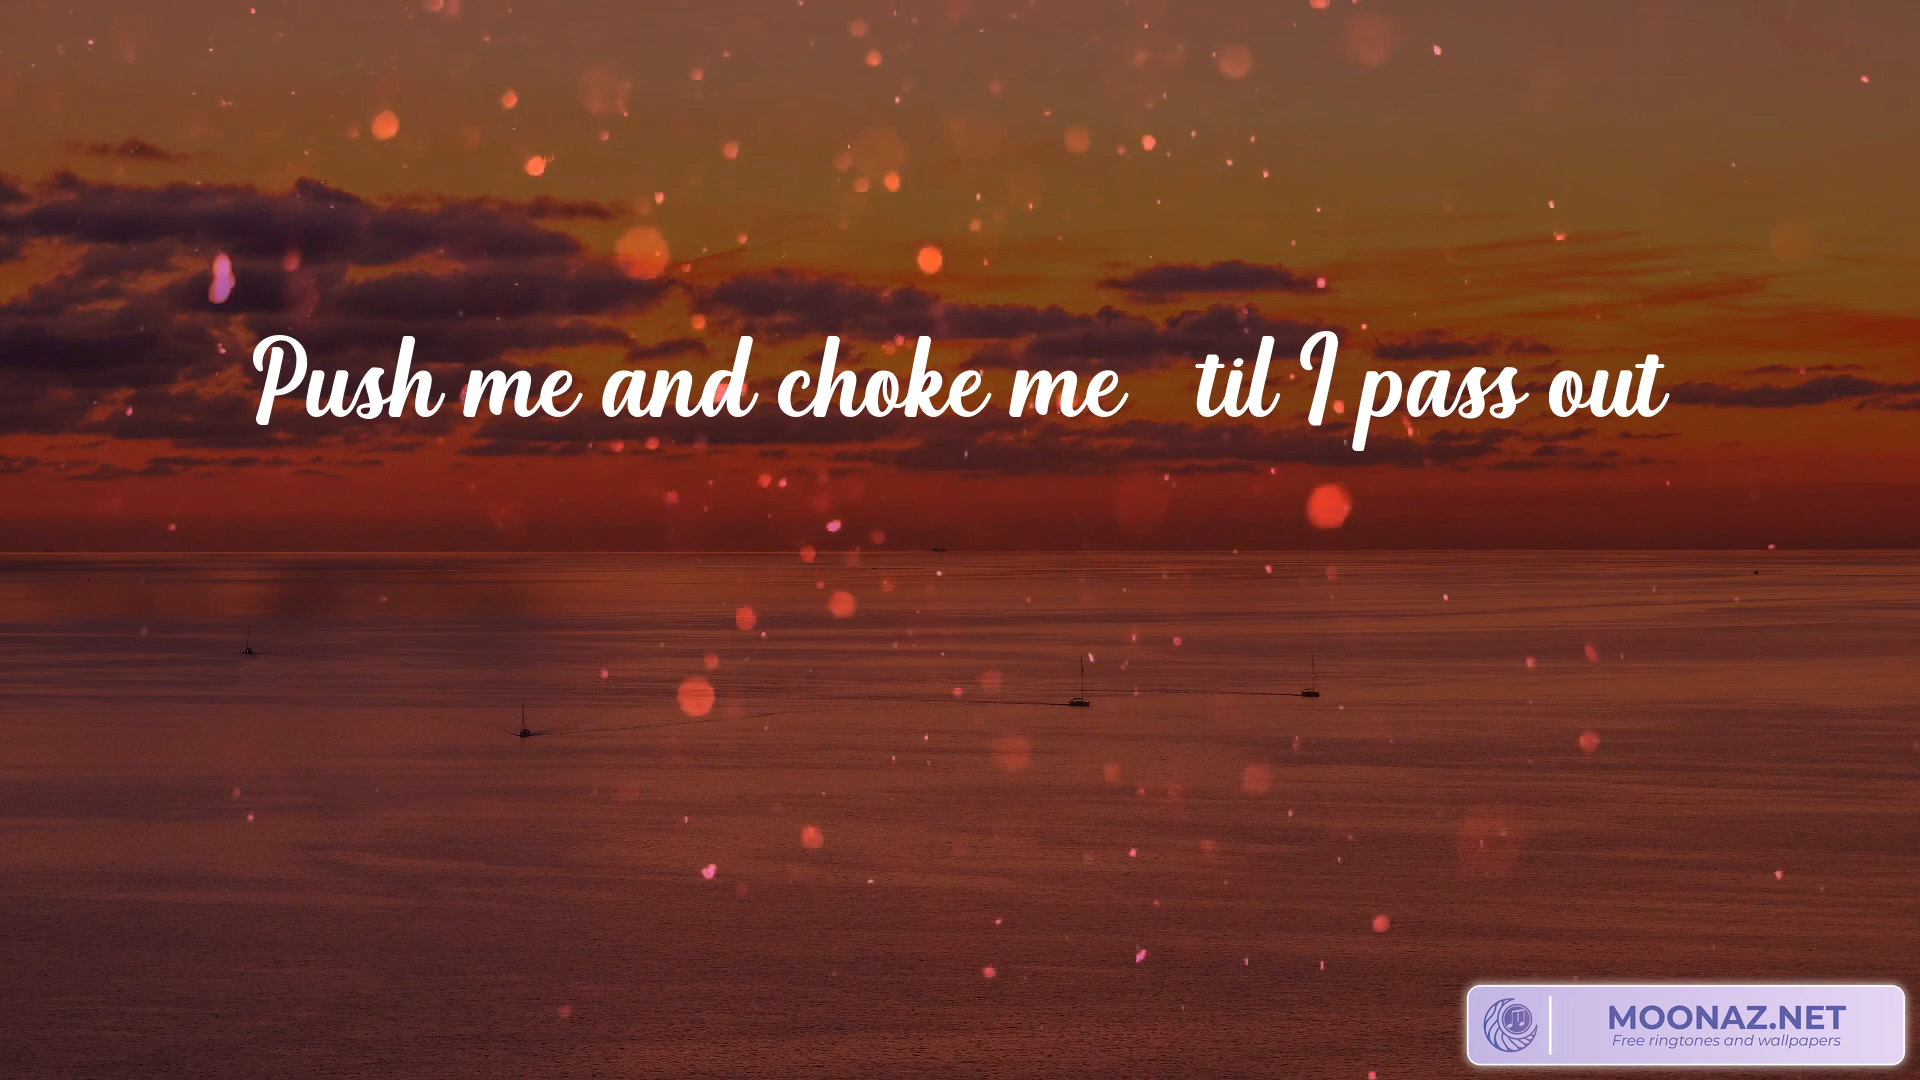 Push me and choke me   til I pass out
MOONAZ.NET
Free ringtones and wallpapers